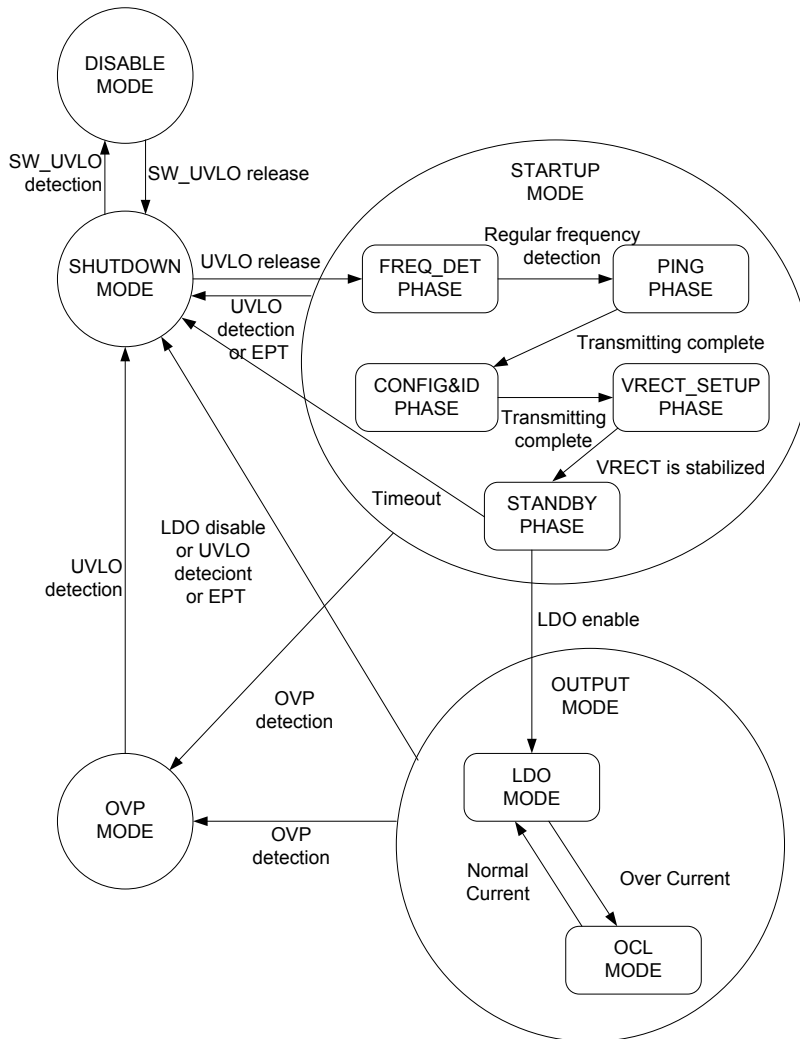 DISABLE
MODE
SW_UVLO
detection
SW_UVLO release
STARTUP
MODE
SHUTDOWN
MODE
UVLO release
FREQ_DET
PHASE
Regular frequency
detection
PING
PHASE
UVLO
detection
or EPT
Transmitting complete
CONFIG&ID
PHASE
Transmitting
complete
VRECT_SETUP
PHASE
VRECT is stabilized
Timeout
STANDBY
PHASE
LDO disable
or UVLO
deteciont
or EPT
UVLO
detection
LDO enable
OUTPUT
MODE
OVP
detection
LDO
MODE
OVP
MODE
OVP
detection
Normal
Current
Over Current
OCL
MODE